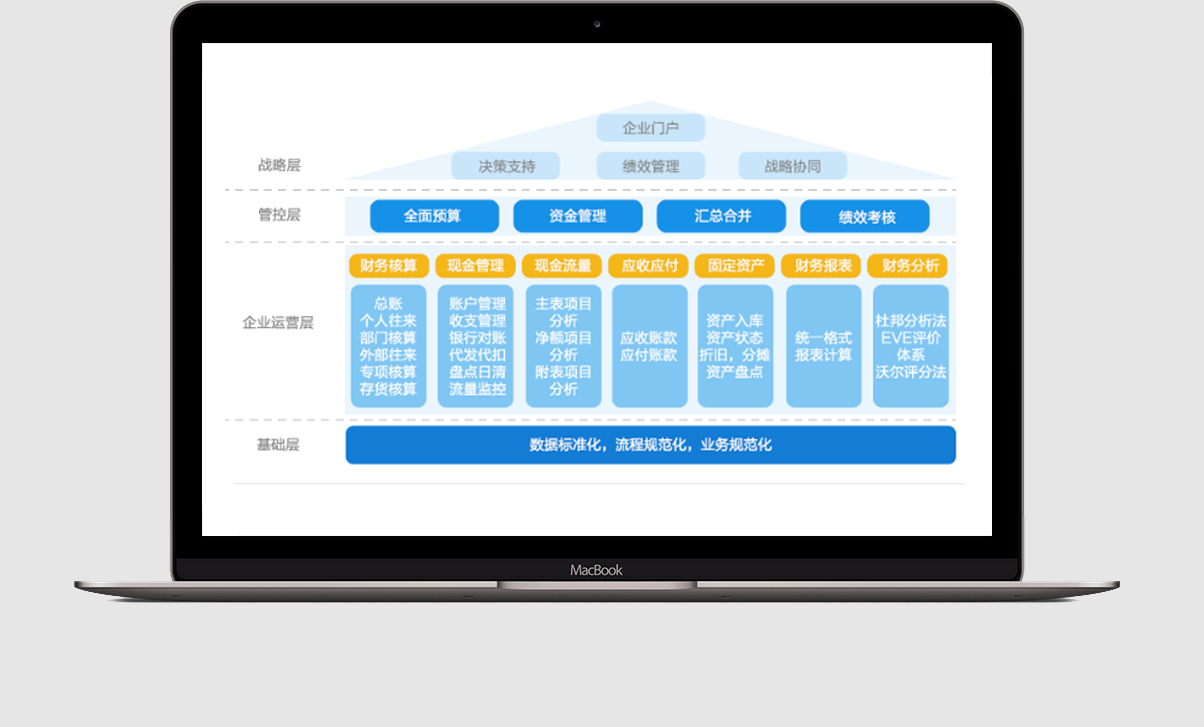 企业门户
战略层
决策支持
绩效管理
战略协同
管控层
全面预算
资金管理
汇总合并
绩效考核
企业运营层
财务核算
总账
个人往来
部门核算
外部往来
专项核算
存货核算
现金管理
账户管理
收支管理
银行对账
代发代扣
盘点日清
流量监控
现金流量
主表项目
分析
净额项目
分析
附表项目
分析
应收应付
应收账款
应付账款
固定资产
资产入库
资产状态
折旧，分摊
资产盘点
财务报表
统一格式
报表计算
财务分析
杜邦分析法
EVE评价
体系
沃尔评分法
基础层
数据标准化，流程规范化，业务规范化
MacBook